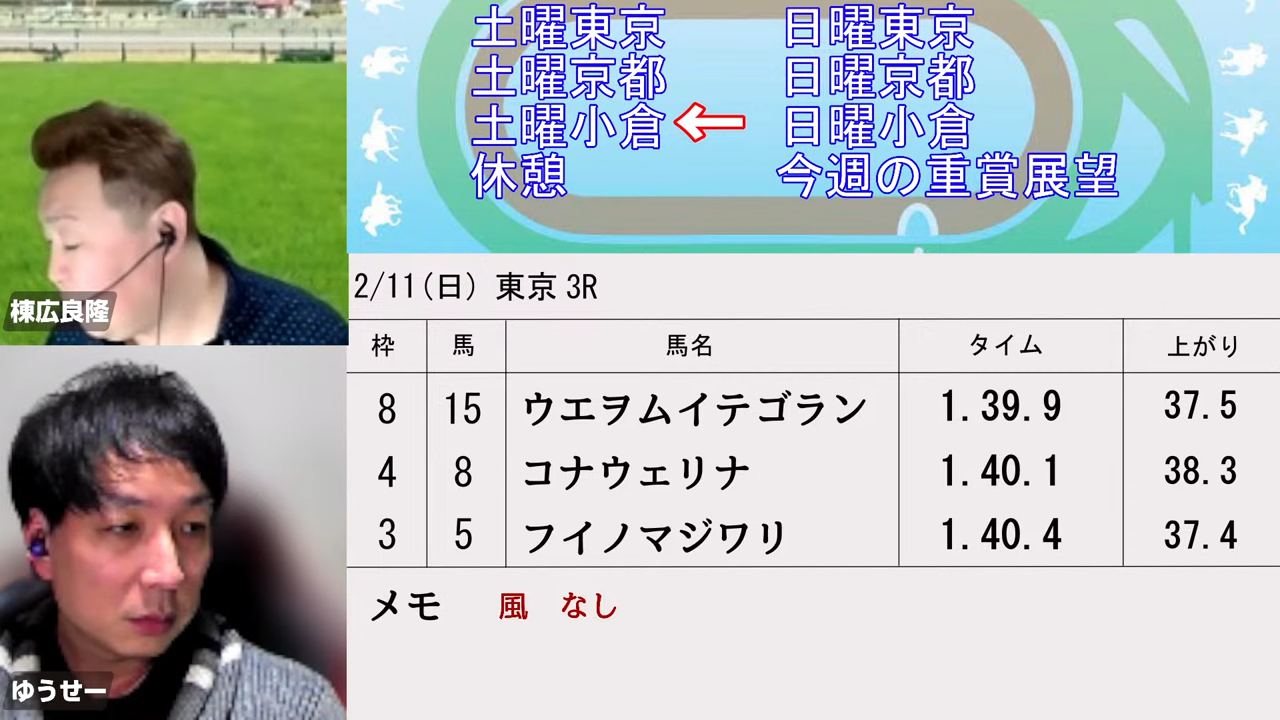 土曜東京 日曜東京
土曜京都 日曜京都
土曜小倉 日曜小倉
休憩 今週の重賞展望
2/11(日) 東京 3R
枠 馬 馬名 タイム 上がり
8 15 ウエヲムイテゴラン 1.39.9 37.5
4 8 コナウェリナ 1.40.1 38.3
3 5 フイノマジワリ 1.40.4 37.4
メモ 風 なし
棟広良隆
ゆうせー